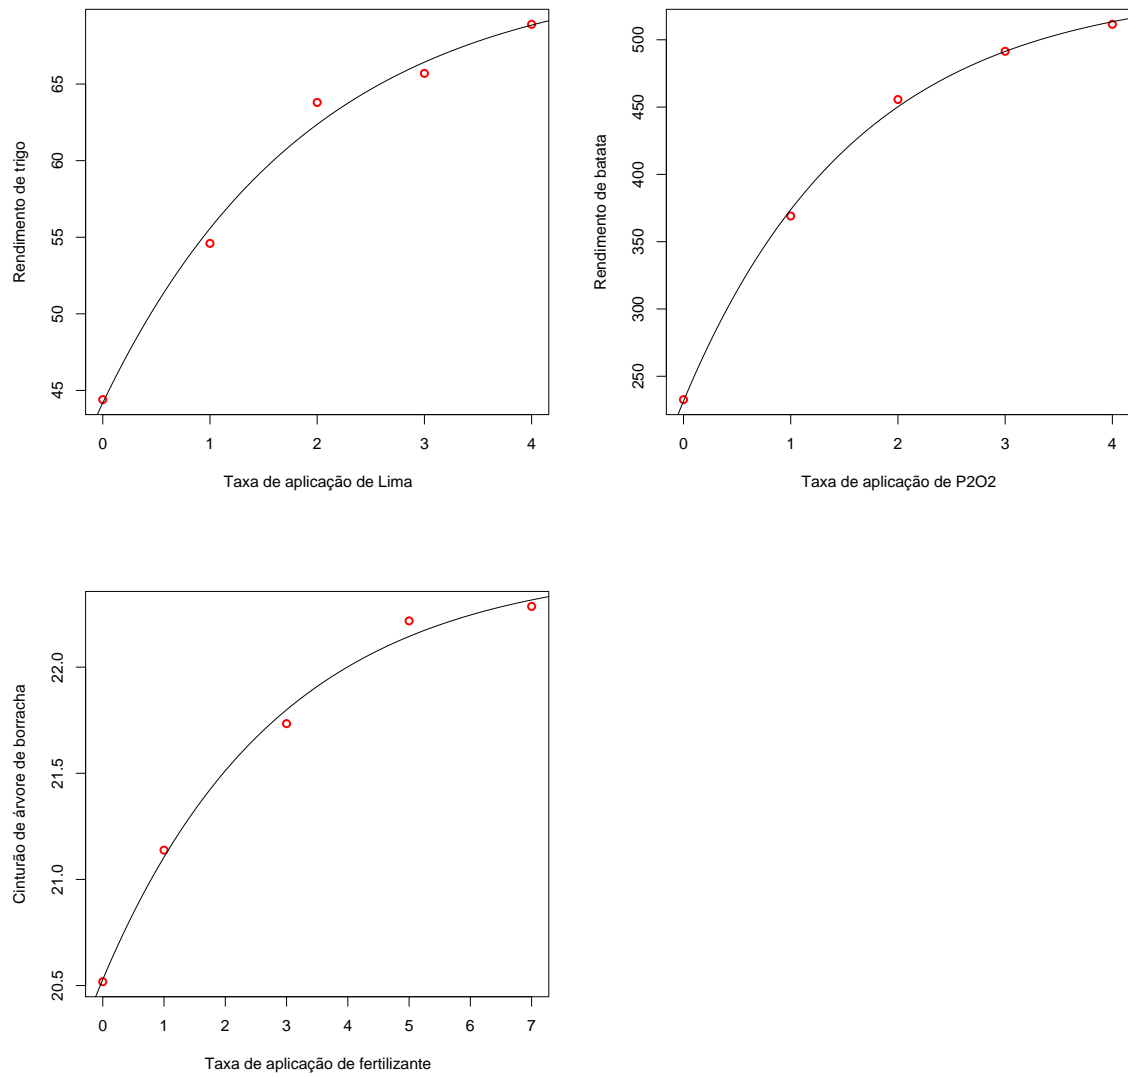 Rendimento de trigo
45 50 55 60 65
0 1 2 3 4
Taxa de aplicação de Lima
Rendimento de batata
250 300 350 400 450 500
0 1 2 3 4
Taxa de aplicação de P2O2
Cinturão de árvore de borracha
20.5 21.0 21.5 22.0
0 1 2 3 4 5 6 7
Taxa de aplicação de fertilizante